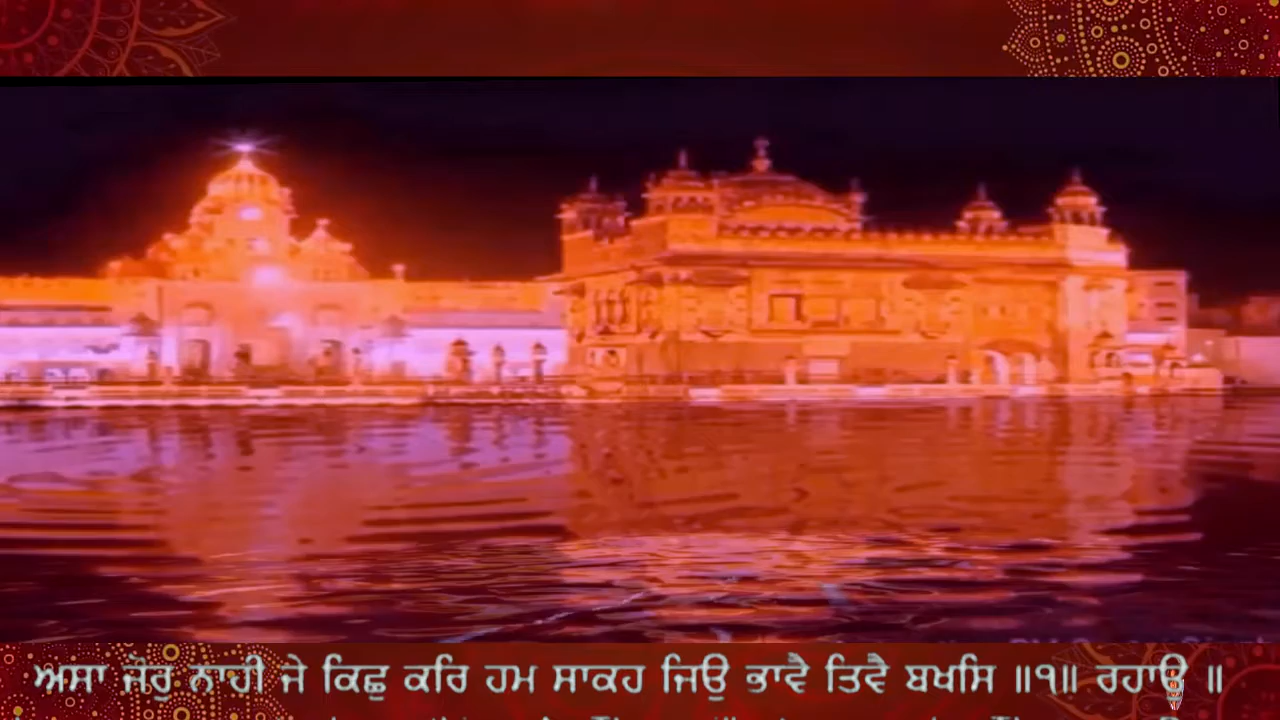 ਅਸਾ ਜੋਰੁ ਨਾਹੀ ਜੇ ਕਿਛੁ ਕਰਿ ਹਮ ਸਾਕਹ ਜਿਉ ਭਾਵੈ ਤਿਵੈ ਬਖਸਿ ॥੧॥ ਰਹਾਉ ॥